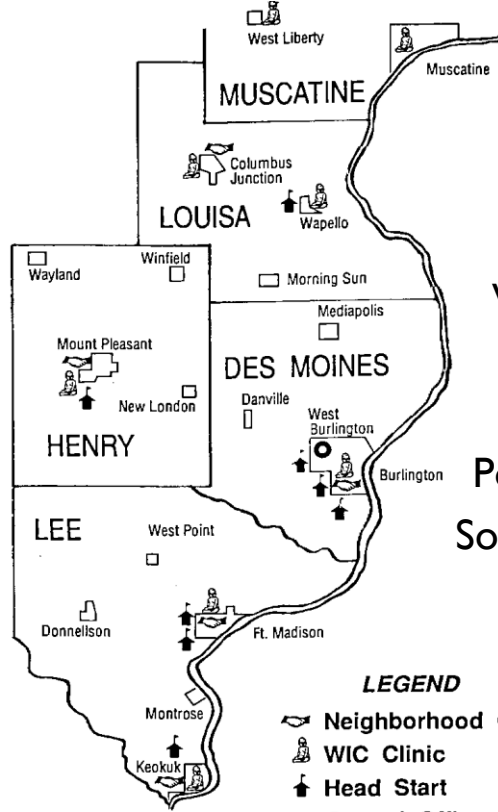 West Liberty
Muscatine
MUSCATINE
Columbus
Junction
LOUISA
Wapello
Wayland
Winfield
Morning Sun
Mediapolis
Mount Pleasant
DES MOINES
New London
Danville
West
Burlington
HENRY
Burlington
LEE
West Point
Donnellson
Ft. Madison
Montrose
Keokuk
LEGEND
Neighborhood
WIC Clinic
Head Start